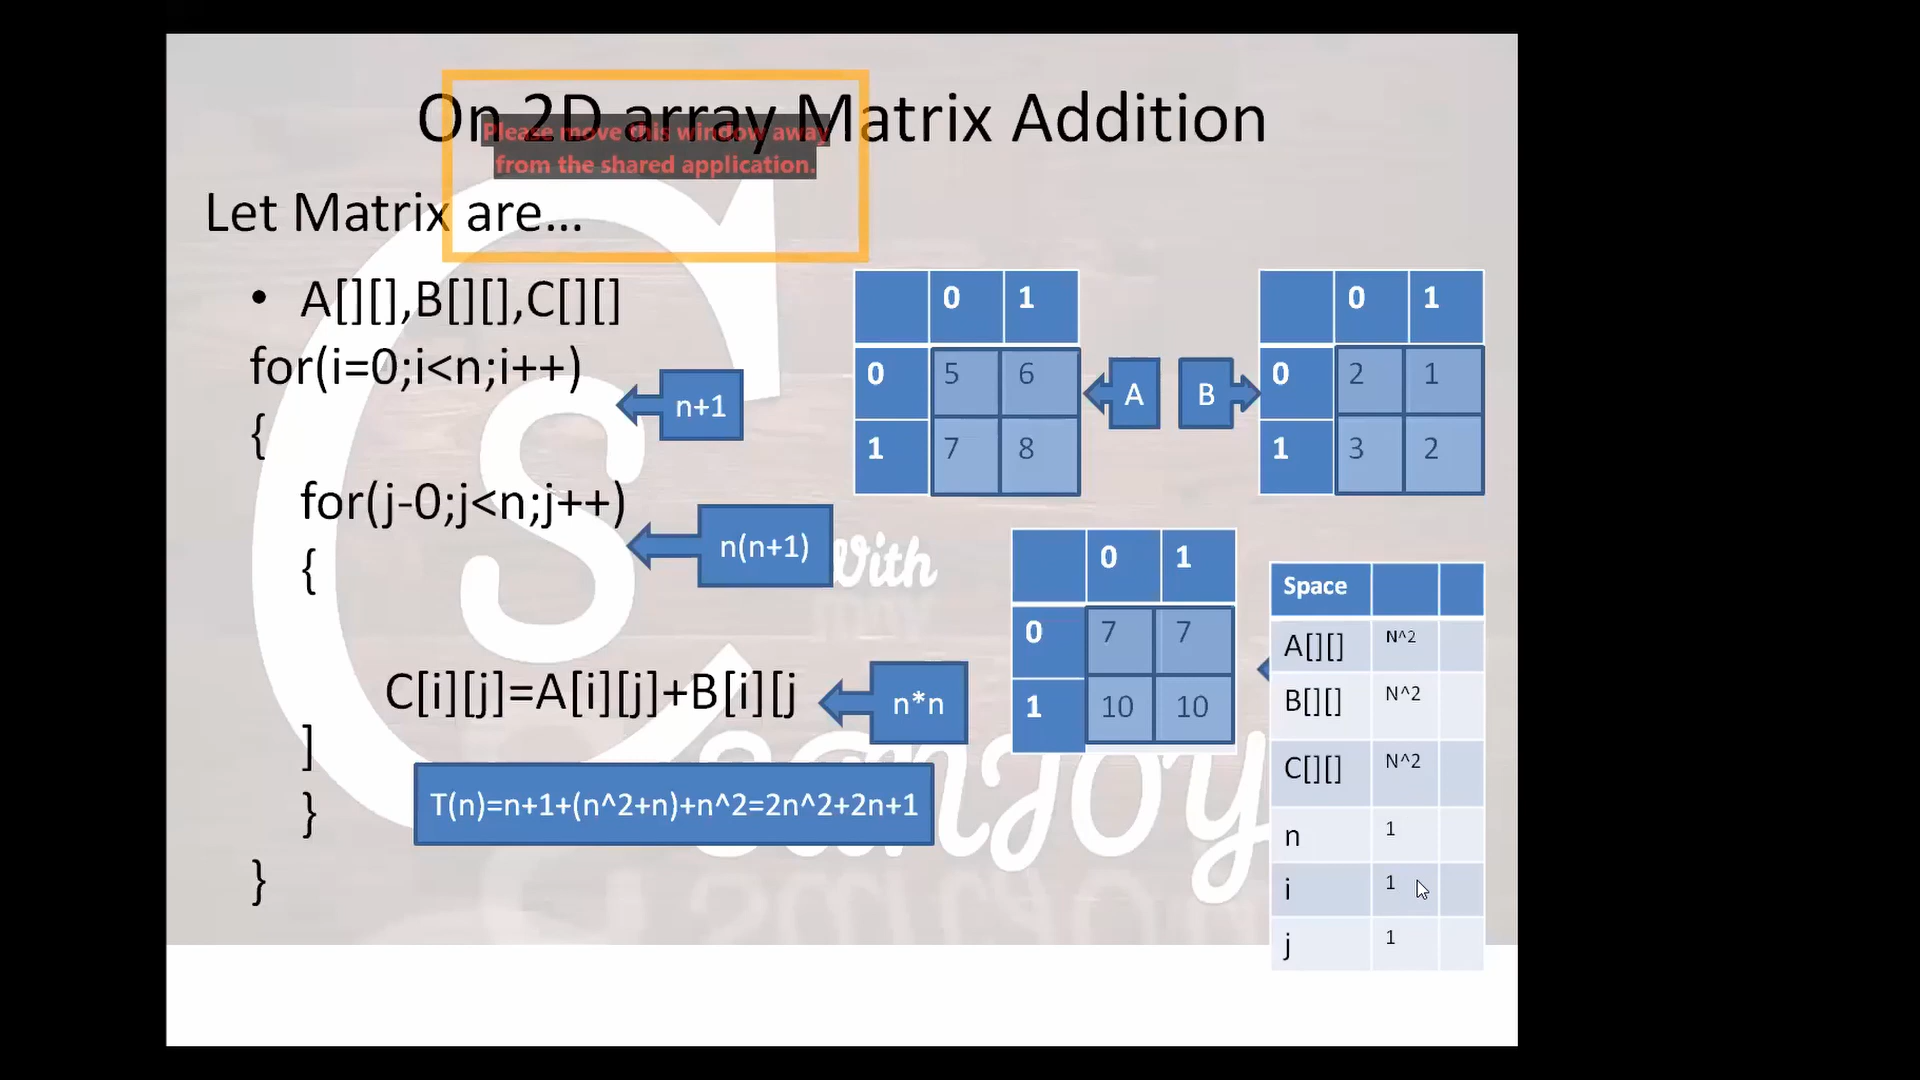 On 2D array Matrix Addition
Please move this window away
from the shared application.
Let Matrix are...
• A[][],B[][],C[][]
for(i=0;i<n;i++)
n+1
{
for(j-0;j<n;j++)
n(n+1)
{
C[i][j]=A[i][j]+B[i][j
n*n
]
}
T(n)=n+1+(n^2+n)+n^2=2n^2+2n+1
}
0 1
0 5 6
1 7 8
A
B
0 1
0 2 1
1 3 2
0 1
0 7 7
1 10 10
Space
A[][] N^2
B[][] N^2
C[][] N^2
n 1
i 1
j 1
CS
With
Sanjoy